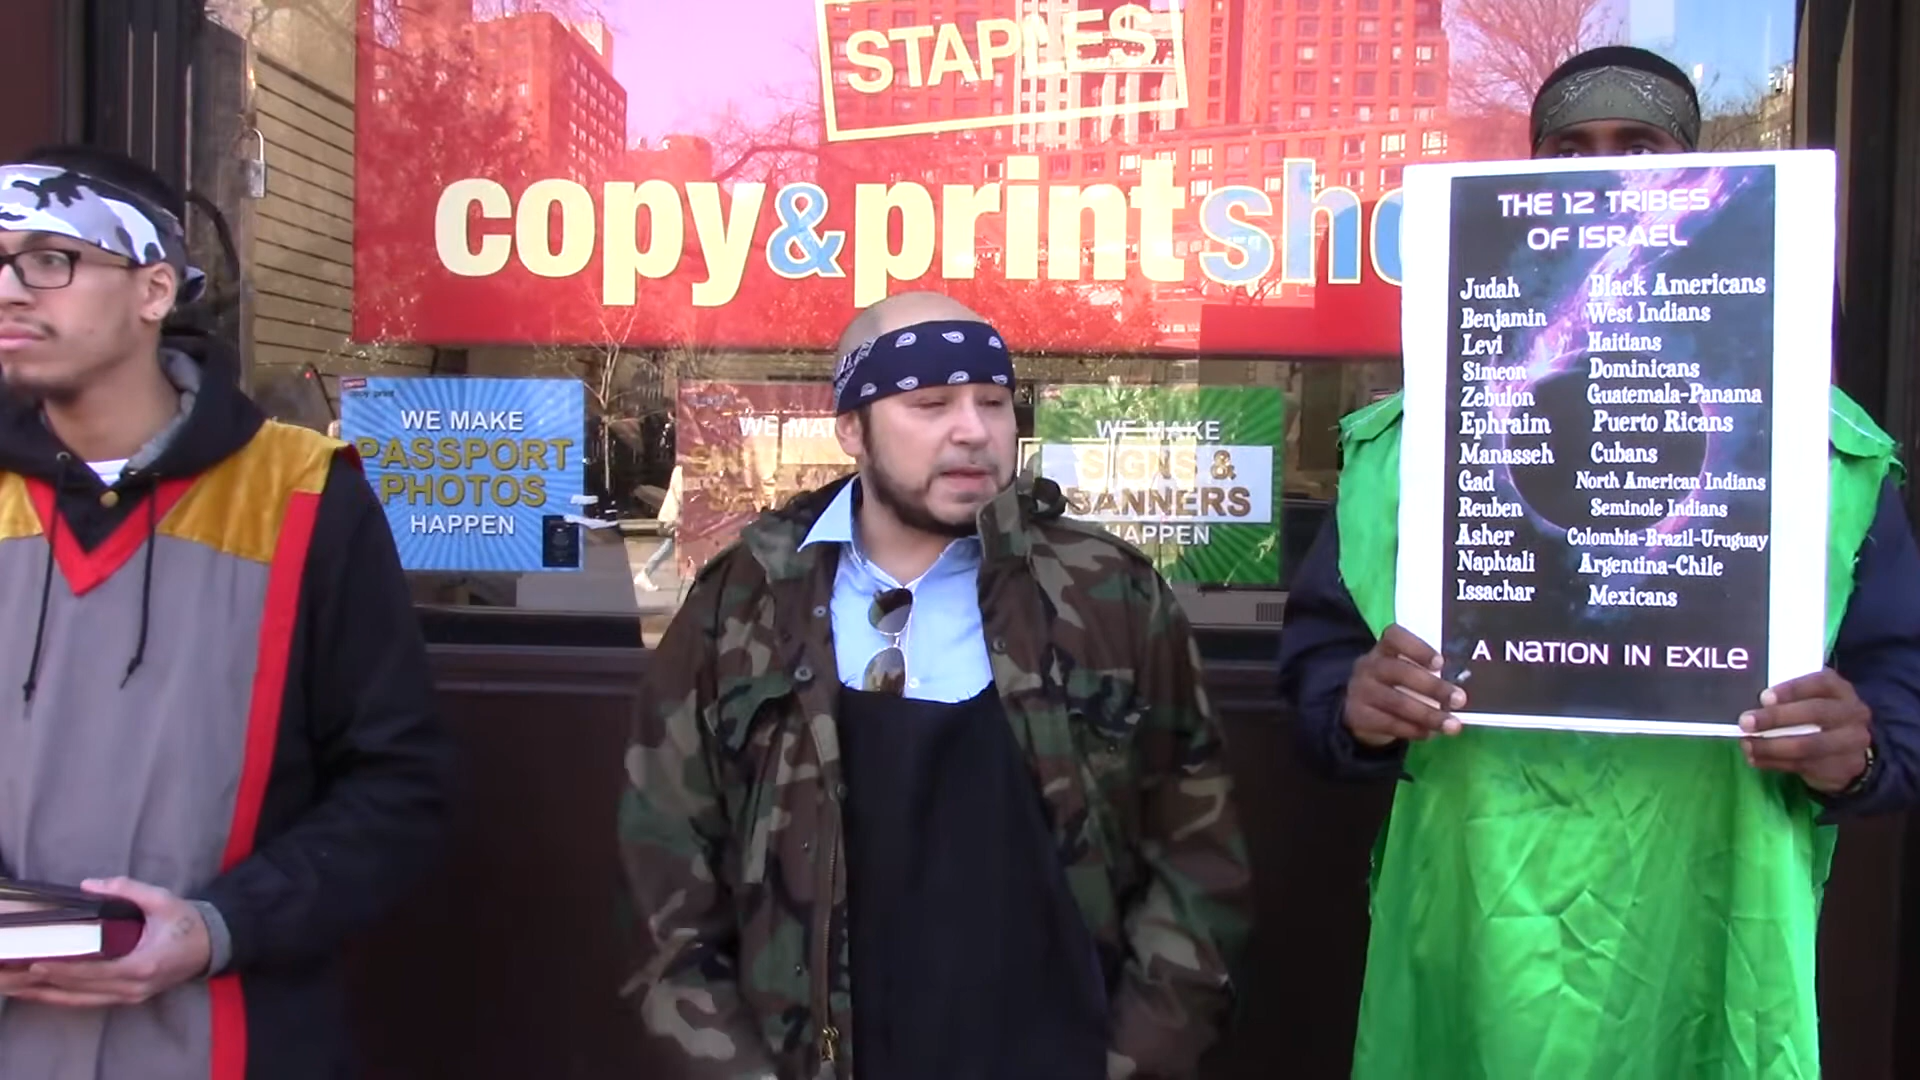 STAPLES
copy&printsho
WE MAKE
PASSPORT
PHOTOS
HAPPEN
WE MA
WE MAKE
SIGNS &
BANNERS
HAPPEN
THE 12 TRIBES
OF ISRAEL
Judah Black Americans
Benjamin West Indians
Levi Haitians
Simeon Dominicans
Zebulon Guatemala-Panama
Ephraim Puerto Ricans
Manasseh Cubans
Gad North American Indians
Reuben Seminole Indians
Asher Colombia-Brazil-Uruguay
Naphtali Argentina-Chile
Issachar Mexicans
A NATION IN EXILE